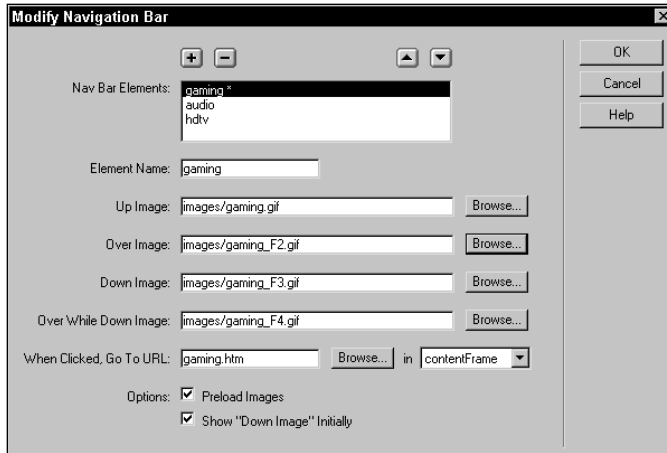 Modify Navigation Bar
Nav Bar Elements:
gaming *
audio
hdtv
Element Name: gaming
Up Image: images/gaming.gif Browse...
Over Image: images/gaming_F2.gif Browse...
Down Image: images/gaming_F3.gif Browse...
Over While Down Image: images/gaming_F4.gif Browse...
When Clicked, Go To URL: gaming.htm Browse... in contentFrame
Options: Preload Images
Show "Down Image" Initially
OK
Cancel
Help